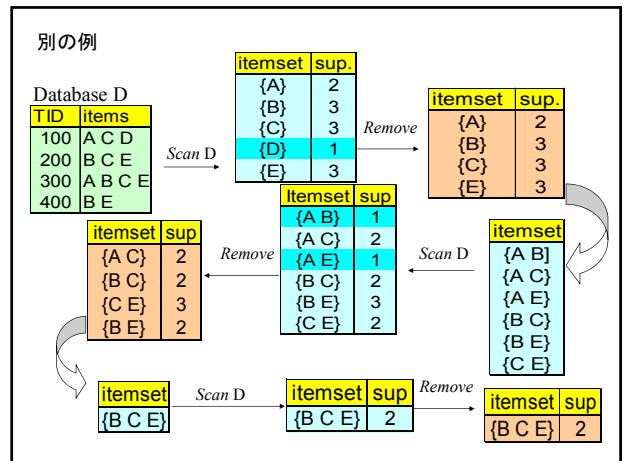 別の例
Database D
TID items
100 A C D
200 B C E
300 A B C E
400 B E
Scan D
itemset sup.
{A} 2
{B} 3
{C} 3
{D} 1
{E} 3
Remove
itemset sup.
{A} 2
{B} 3
{C} 3
{E} 3
itemset
{A B]
{A C}
{A E}
{B C}
{B E}
{C E}
Scan D
Itemset sup
{A B} 1
{A C} 2
{A E} 1
{B C} 2
{B E} 3
{C E} 2
Remove
itemset sup
{A C} 2
{B C} 2
{C E} 3
{B E} 2
itemset
{B C E}
Scan D
itemset sup
{B C E} 2
Remove
itemset sup
{B C E} 2